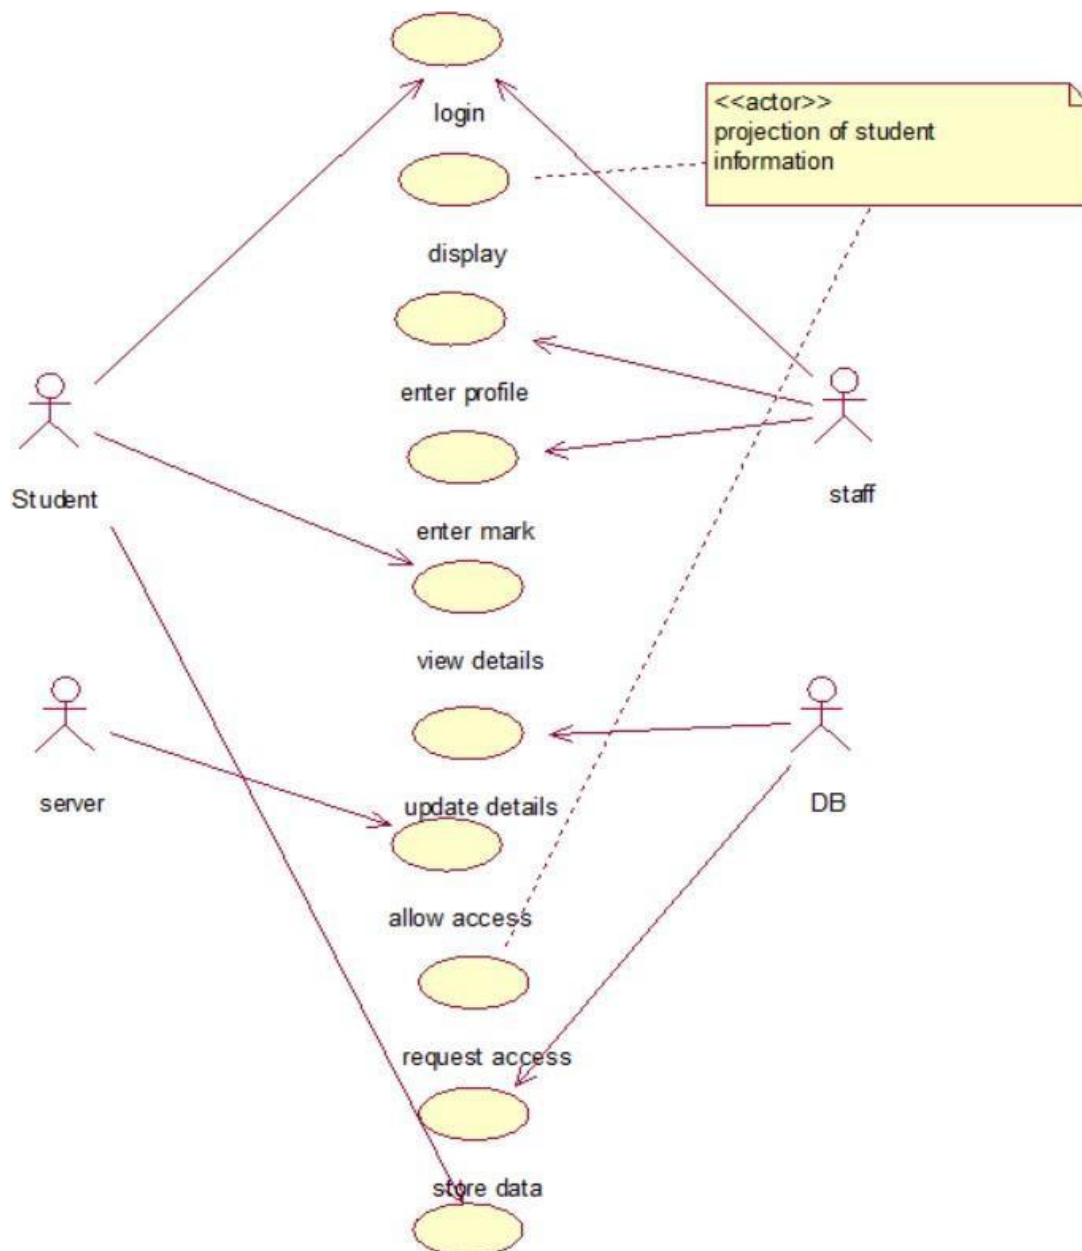 login
<<actor>>
projection of student
information
display
enter profile
Student
staff
enter mark
view details
server
update details
DB
allow access
request access
store data